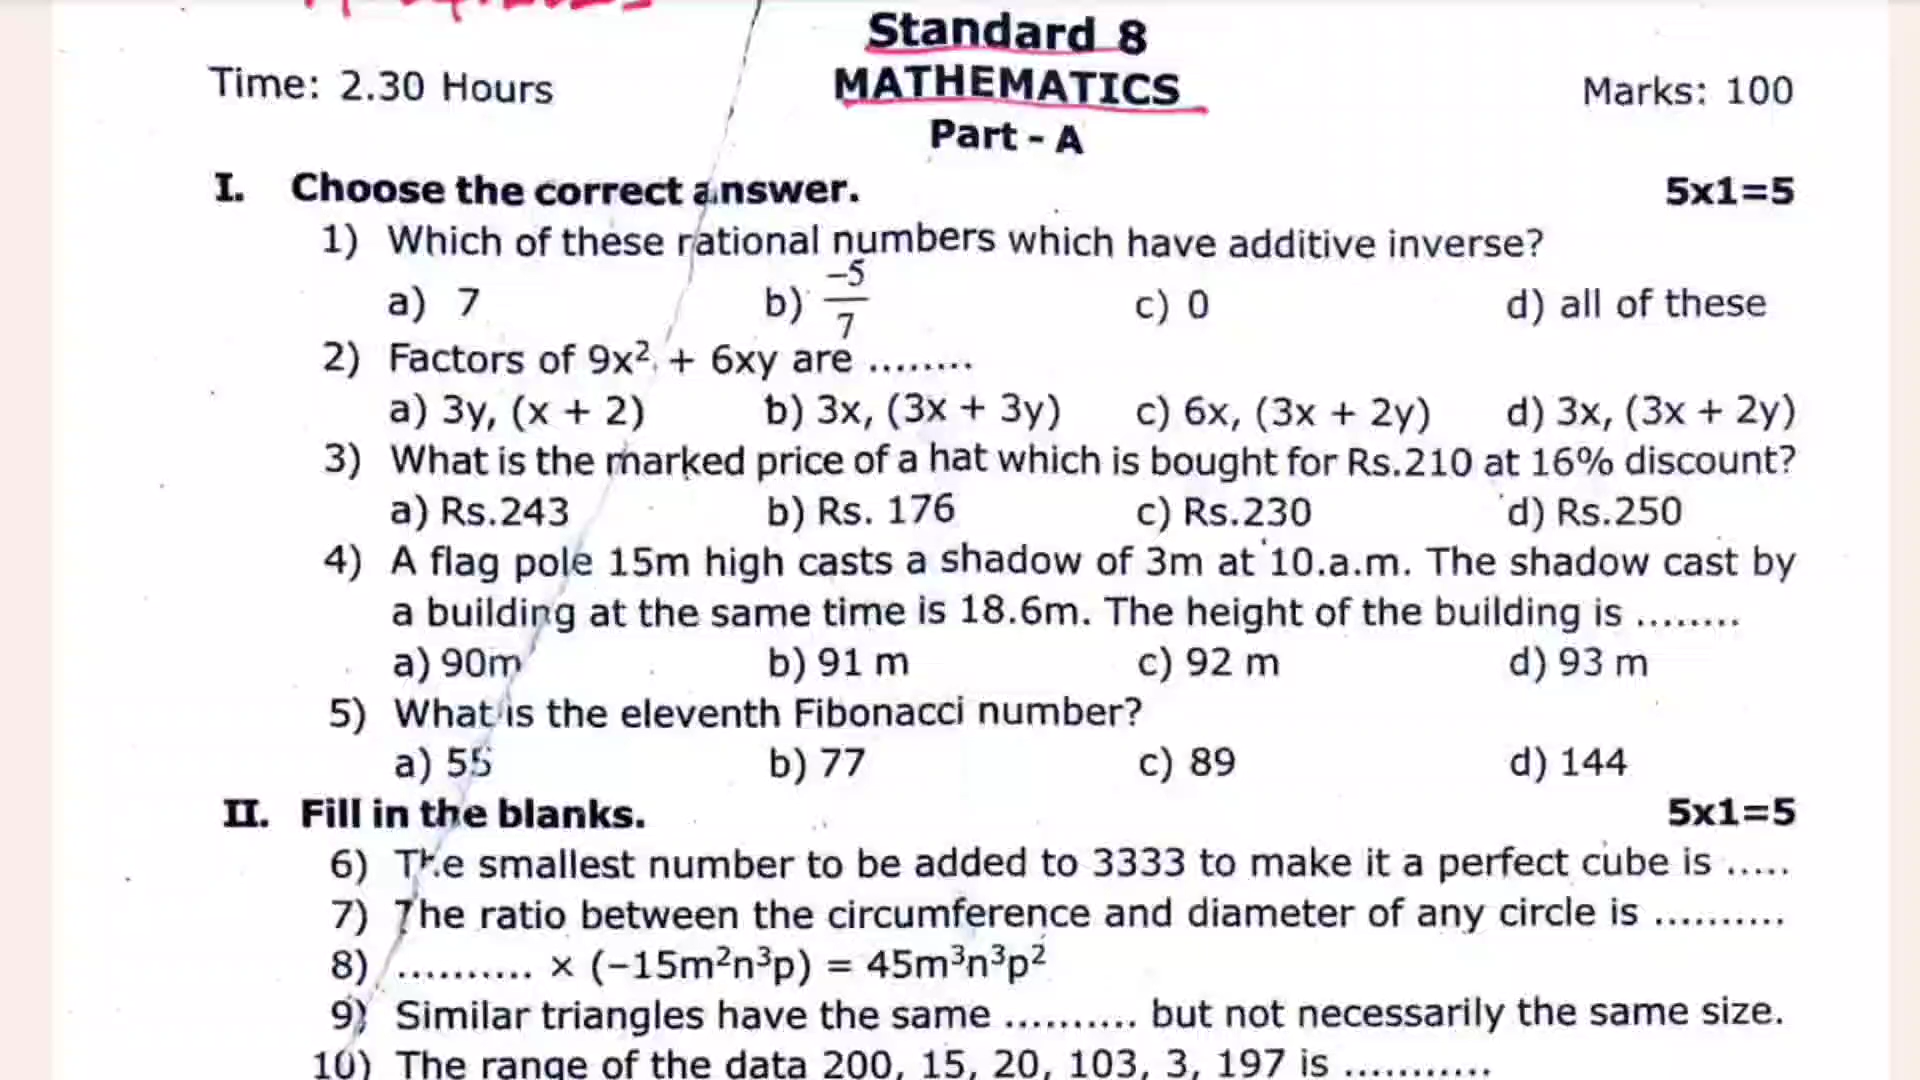 Standard 8
Time: 2.30 Hours MATHEMATICS Marks: 100
Part - A
I. Choose the correct answer. 5x1=5
1) Which of these rational numbers which have additive inverse?
a) 7 b) −5/7 c) 0 d) all of these
2) Factors of 9x² + 6xy are ........
a) 3y, (x + 2) b) 3x, (3x + 3y) c) 6x, (3x + 2y) d) 3x, (3x + 2y)
3) What is the marked price of a hat which is bought for Rs.210 at 16% discount?
a) Rs.243 b) Rs. 176 c) Rs.230 d) Rs.250
4) A flag pole 15m high casts a shadow of 3m at 10.a.m. The shadow cast by
a building at the same time is 18.6m. The height of the building is ........
a) 90m b) 91 m c) 92 m d) 93 m
5) What is the eleventh Fibonacci number?
a) 55 b) 77 c) 89 d) 144
II. Fill in the blanks. 5x1=5
6) The smallest number to be added to 3333 to make it a perfect cube is .....
7) The ratio between the circumference and diameter of any circle is ..........
8) .......... × (−15m²n³p) = 45m³n³p²
9) Similar triangles have the same .......... but not necessarily the same size.
10) The range of the data 200, 15, 20, 103, 3, 197 is ...........